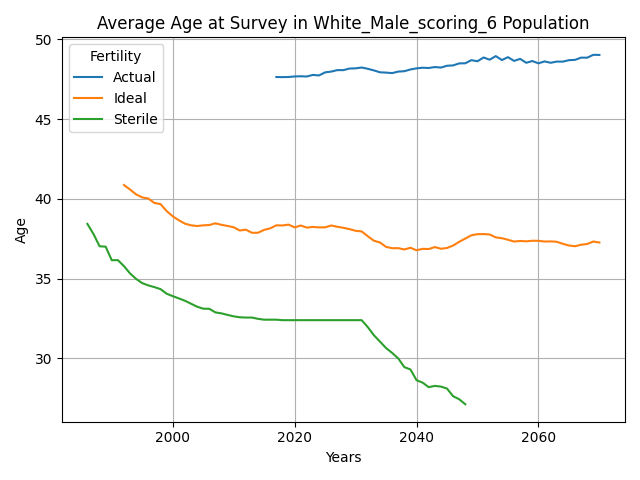 Average Age at Survey in White_Male_scoring_6 Population
Fertility
Actual
Ideal
Sterile
Age
50
45
40
35
30
2000 2020 2040 2060
Years